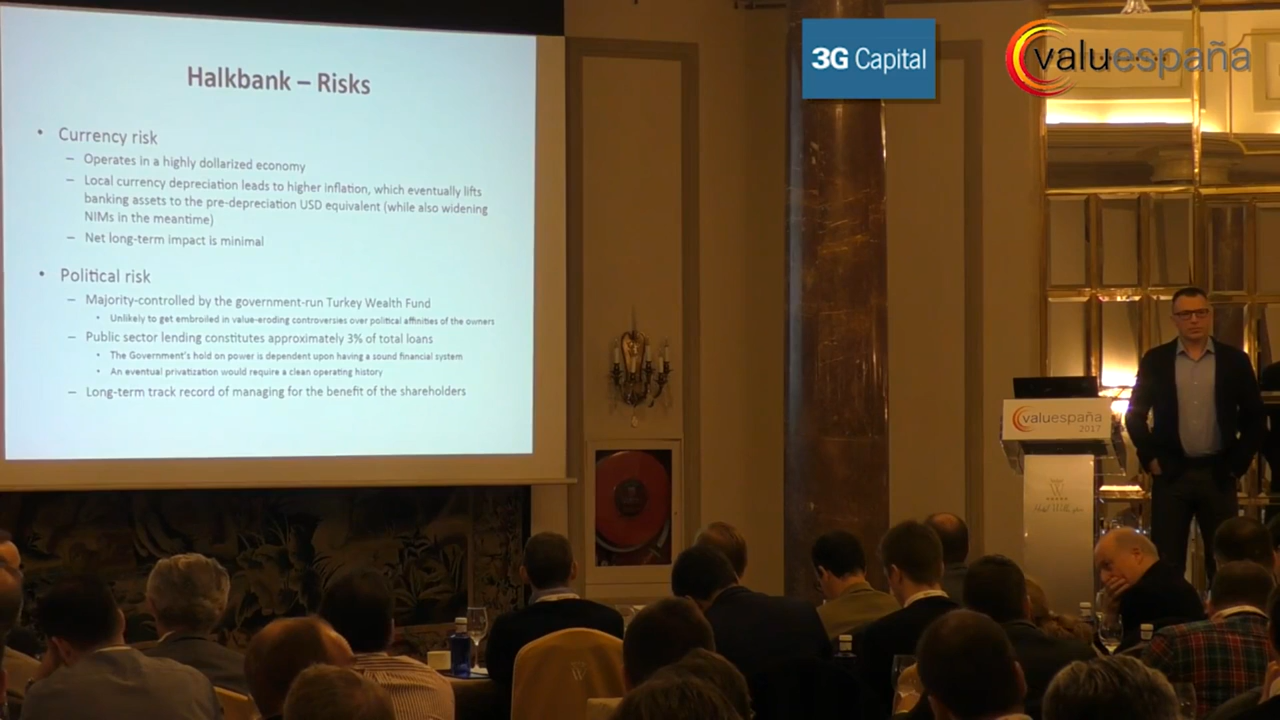 Halkbank – Risks
• Currency risk
– Operates in a highly dollarized economy
– Local currency depreciation leads to higher inflation, which eventually lifts
banking assets to the pre-depreciation USD equivalent (while also widening
NIMs in the meantime)
– Net long-term impact is minimal
• Political risk
– Majority-controlled by the government-run Turkey Wealth Fund
• Unlikely to get embroiled in value-eroding controversies over political affinities of the owners
– Public sector lending constitutes approximately 3% of total loans
• The Government's hold on power is dependent upon having a sound financial system
• An eventual privatization would require a clean operating history
– Long-term track record of managing for the benefit of the shareholders
3G Capital
valuespaña
valuespaña
2017
W
Hotel Wellington
W